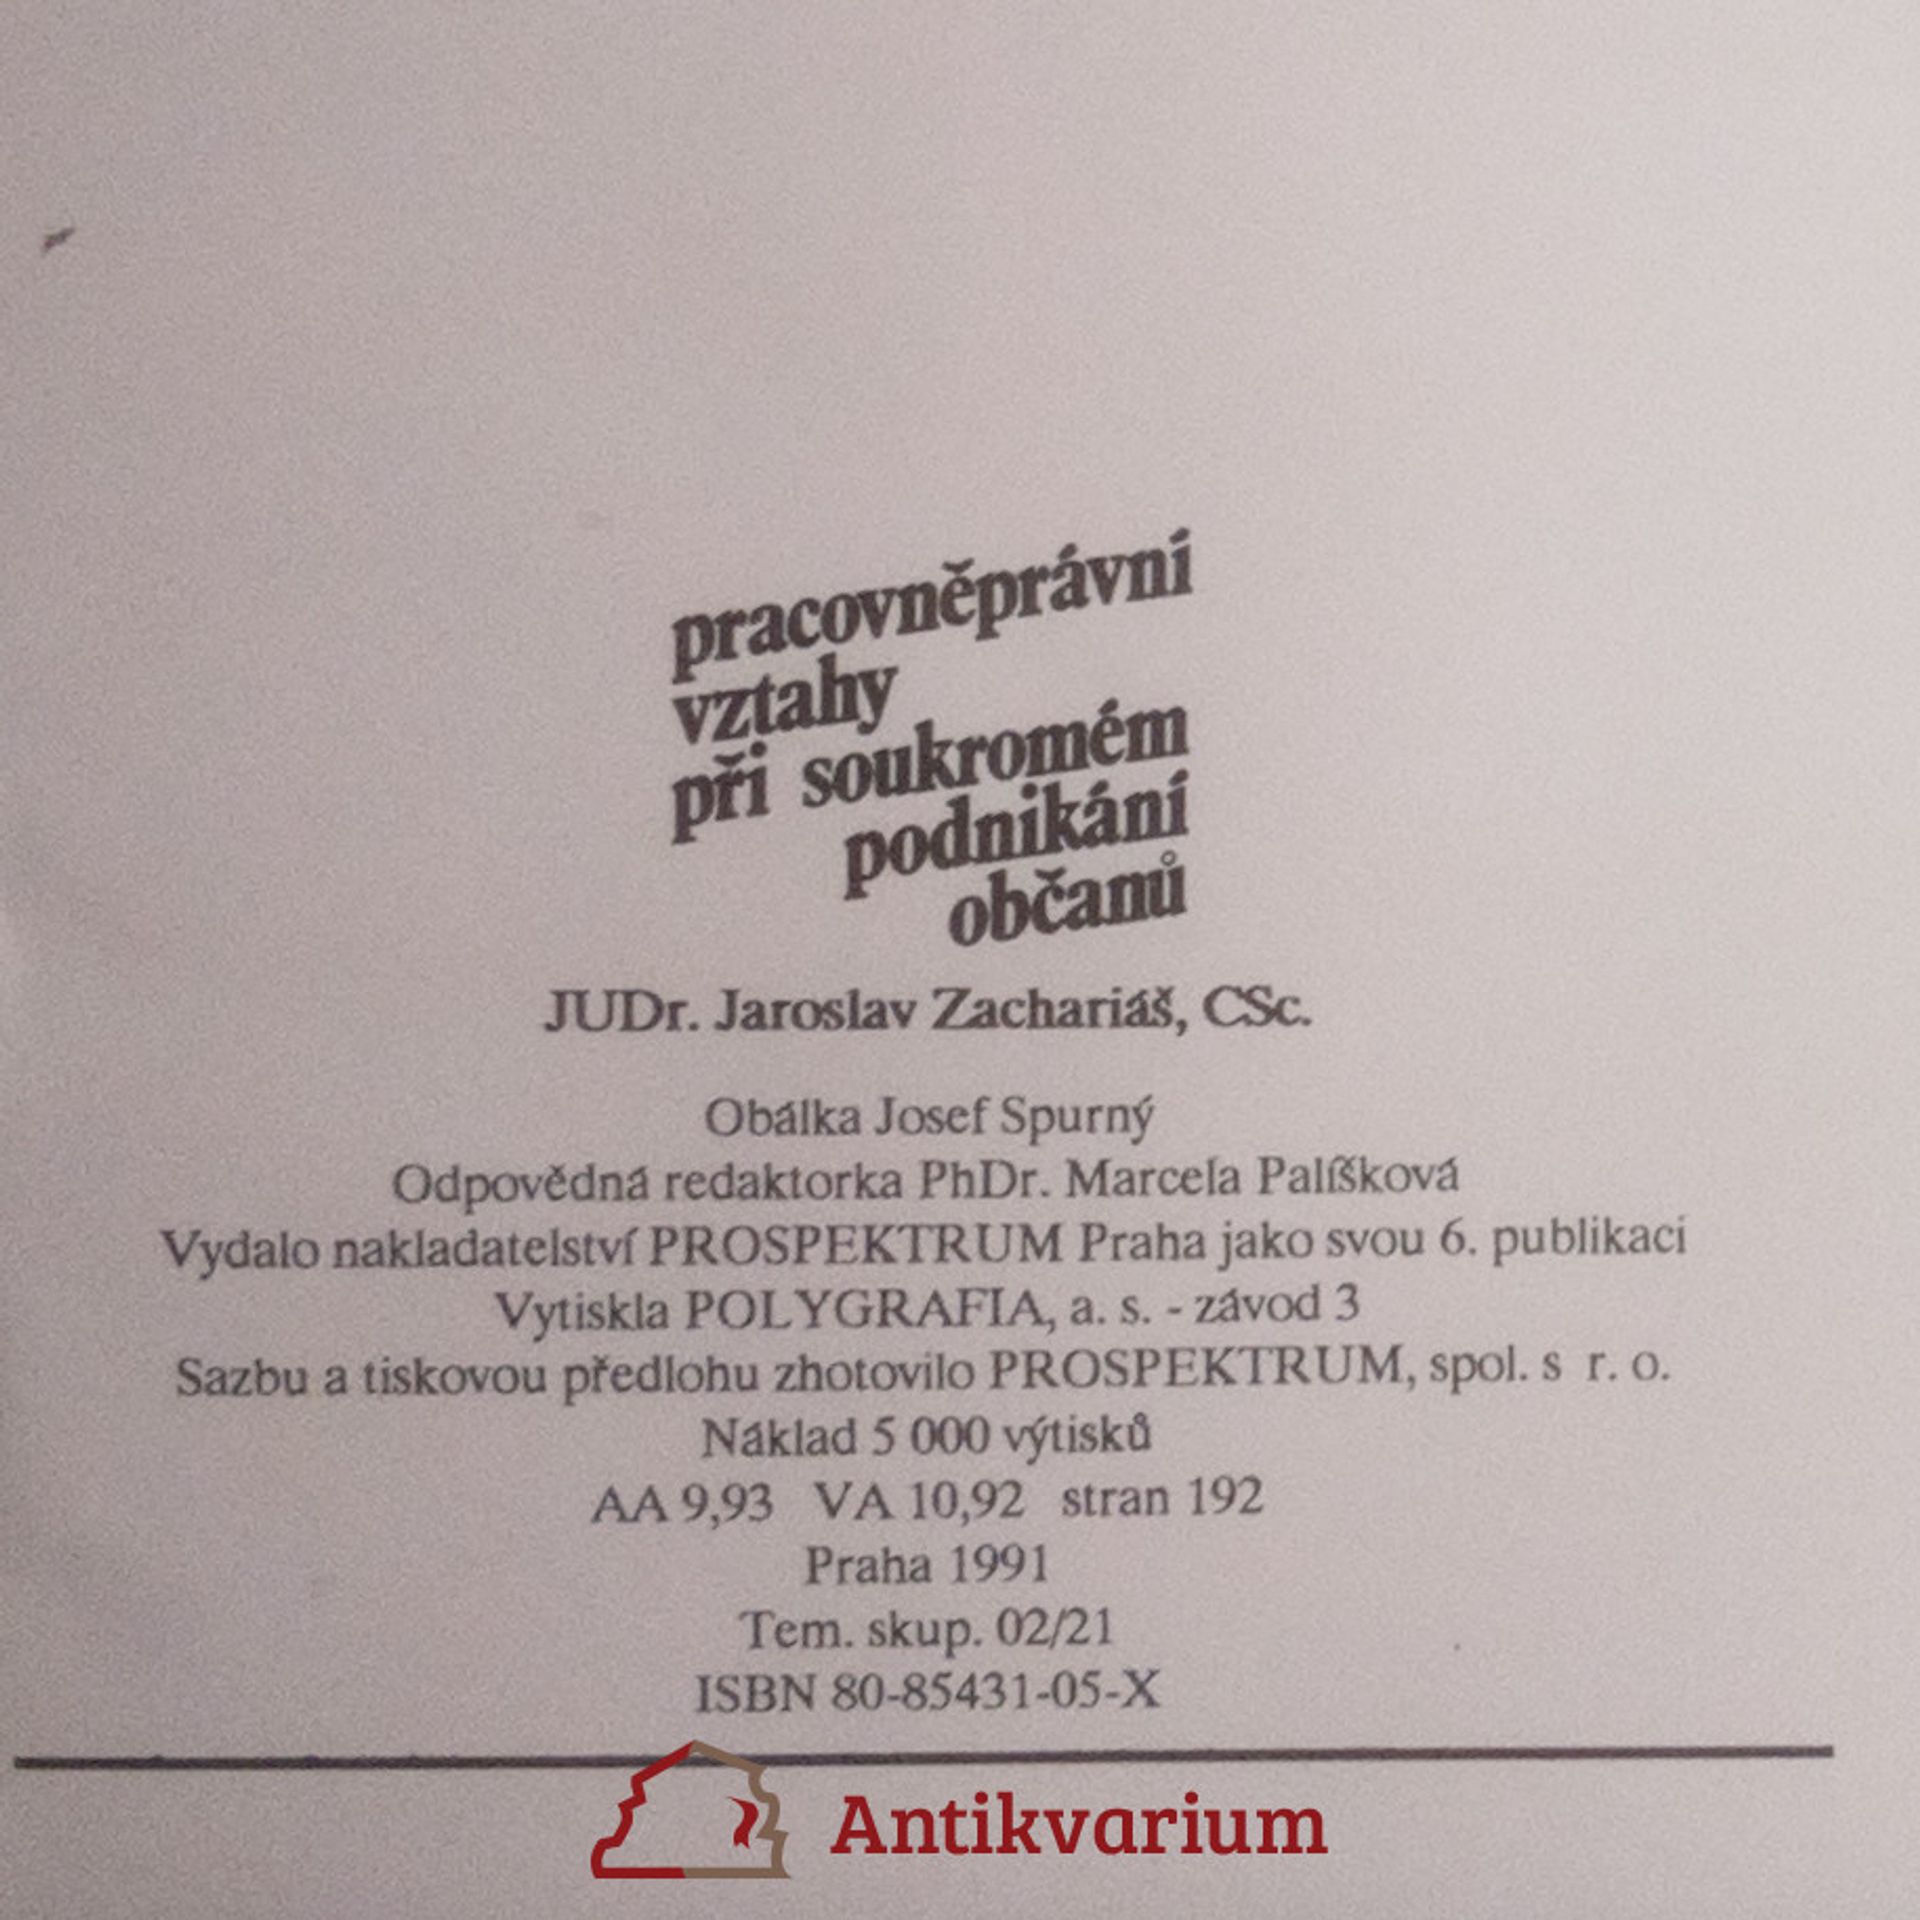 pracovněprávní
vztahy
při soukromém
podnikání
občanů
JUDr. Jaroslav Zachariáš, CSc.
Obálka Josef Spurný
Odpovědná redaktorka PhDr. Marcela Palíšková
Vydalo nakladatelství PROSPEKTRUM Praha jako svou 6. publikaci
Vytiskla POLYGRAFIA, a. s. - závod 3
Sazbu a tiskovou předlohu zhotovilo PROSPEKTRUM, spol. s r. o.
Náklad 5 000 výtisků
AA 9,93 VA 10,92 stran 192
Praha 1991
Tem. skup. 02/21
ISBN 80-85431-05-X
Antikvarium